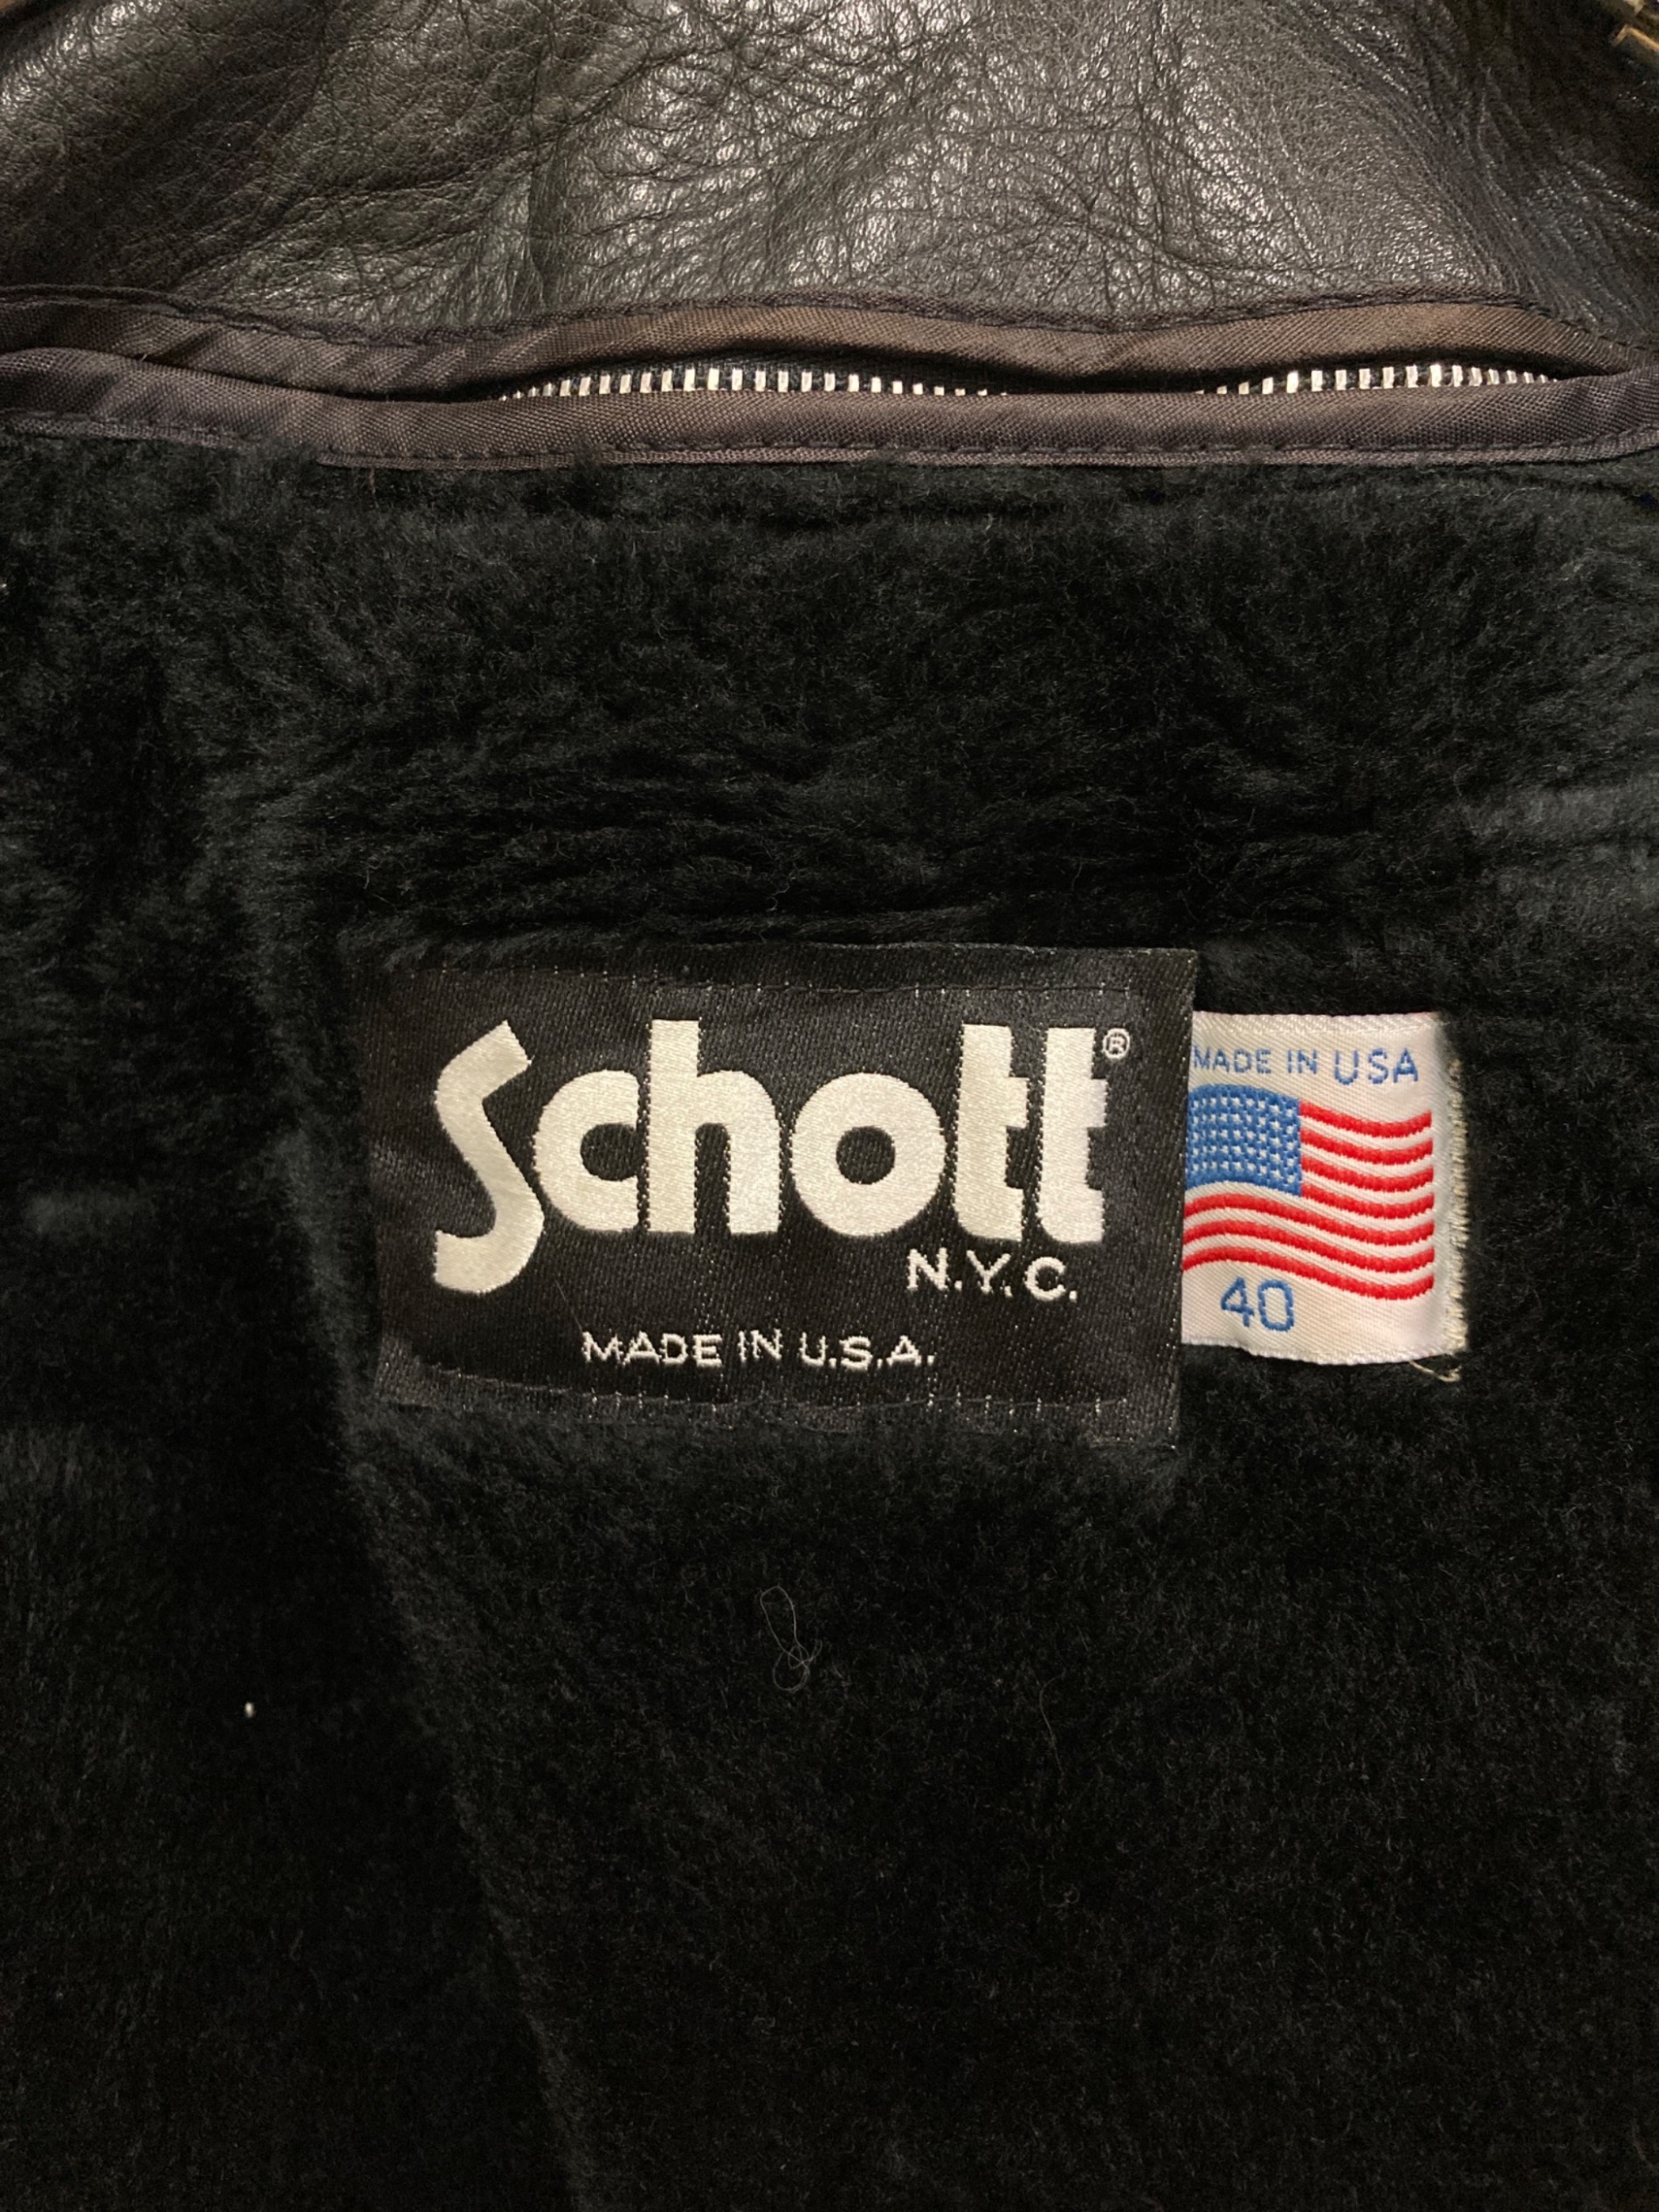 Schott®
N.Y.C.
MADE IN U.S.A.
MADE IN USA
40